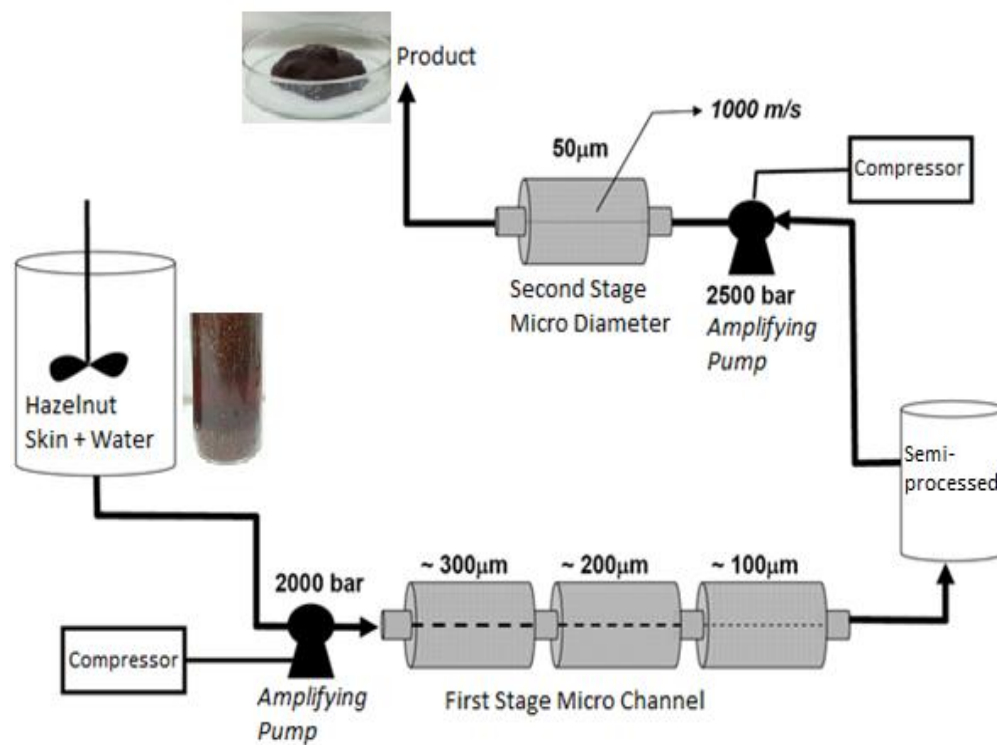 Product
1000 m/s
50μm
Compressor
Second Stage
Micro Diameter
2500 bar
Amplifying
Pump
Hazelnut
Skin + Water
Semi-
processed
~ 300μm
~ 200μm
~ 100μm
2000 bar
Compressor
Amplifying
Pump
First Stage Micro Channel